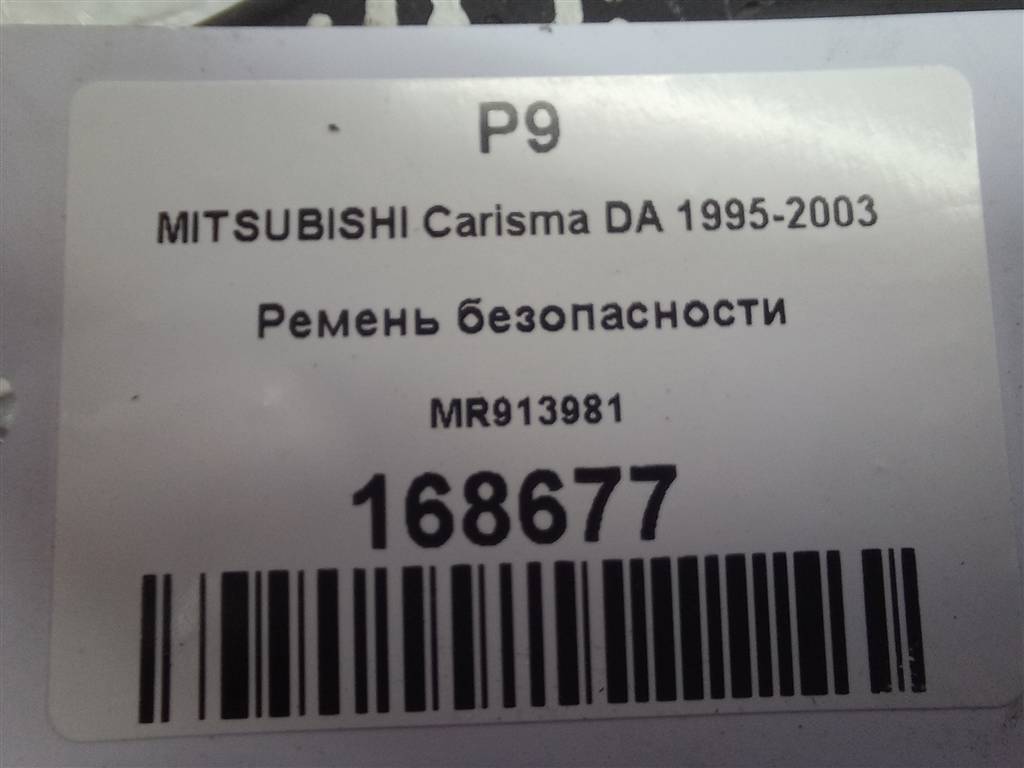 P9
MITSUBISHI Carisma DA 1995-2003
Ремень безопасности
MR913981
168677